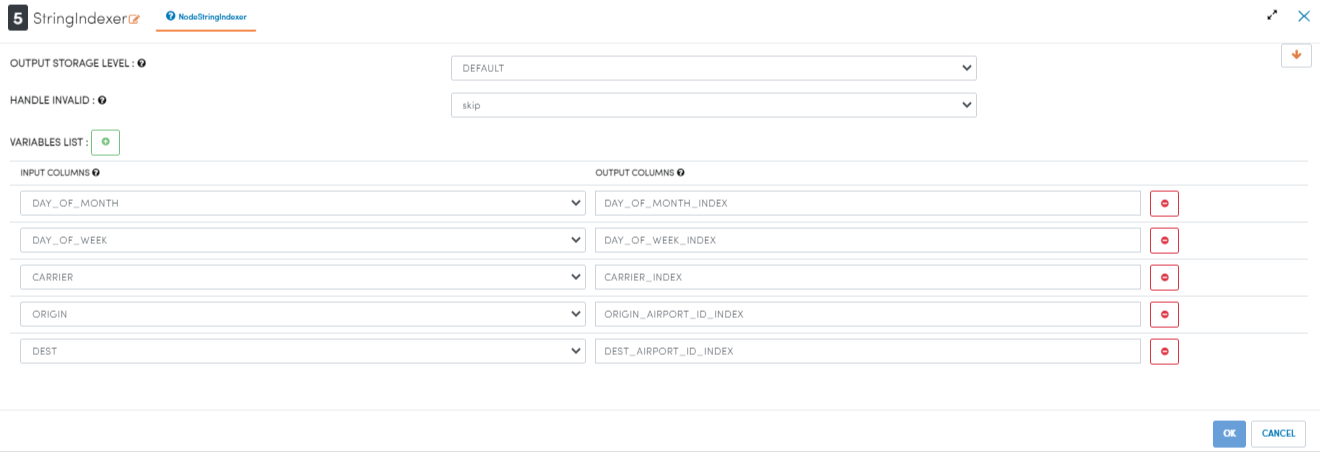 5 StringIndexer NodeStringIndexer
OUTPUT STORAGE LEVEL : DEFAULT
HANDLE INVALID : skip
VARIABLES LIST :
INPUT COLUMNS OUTPUT COLUMNS
DAY_OF_MONTH DAY_OF_MONTH_INDEX
DAY_OF_WEEK DAY_OF_WEEK_INDEX
CARRIER CARRIER_INDEX
ORIGIN ORIGIN_AIRPORT_ID_INDEX
DEST DEST_AIRPORT_ID_INDEX
OK CANCEL